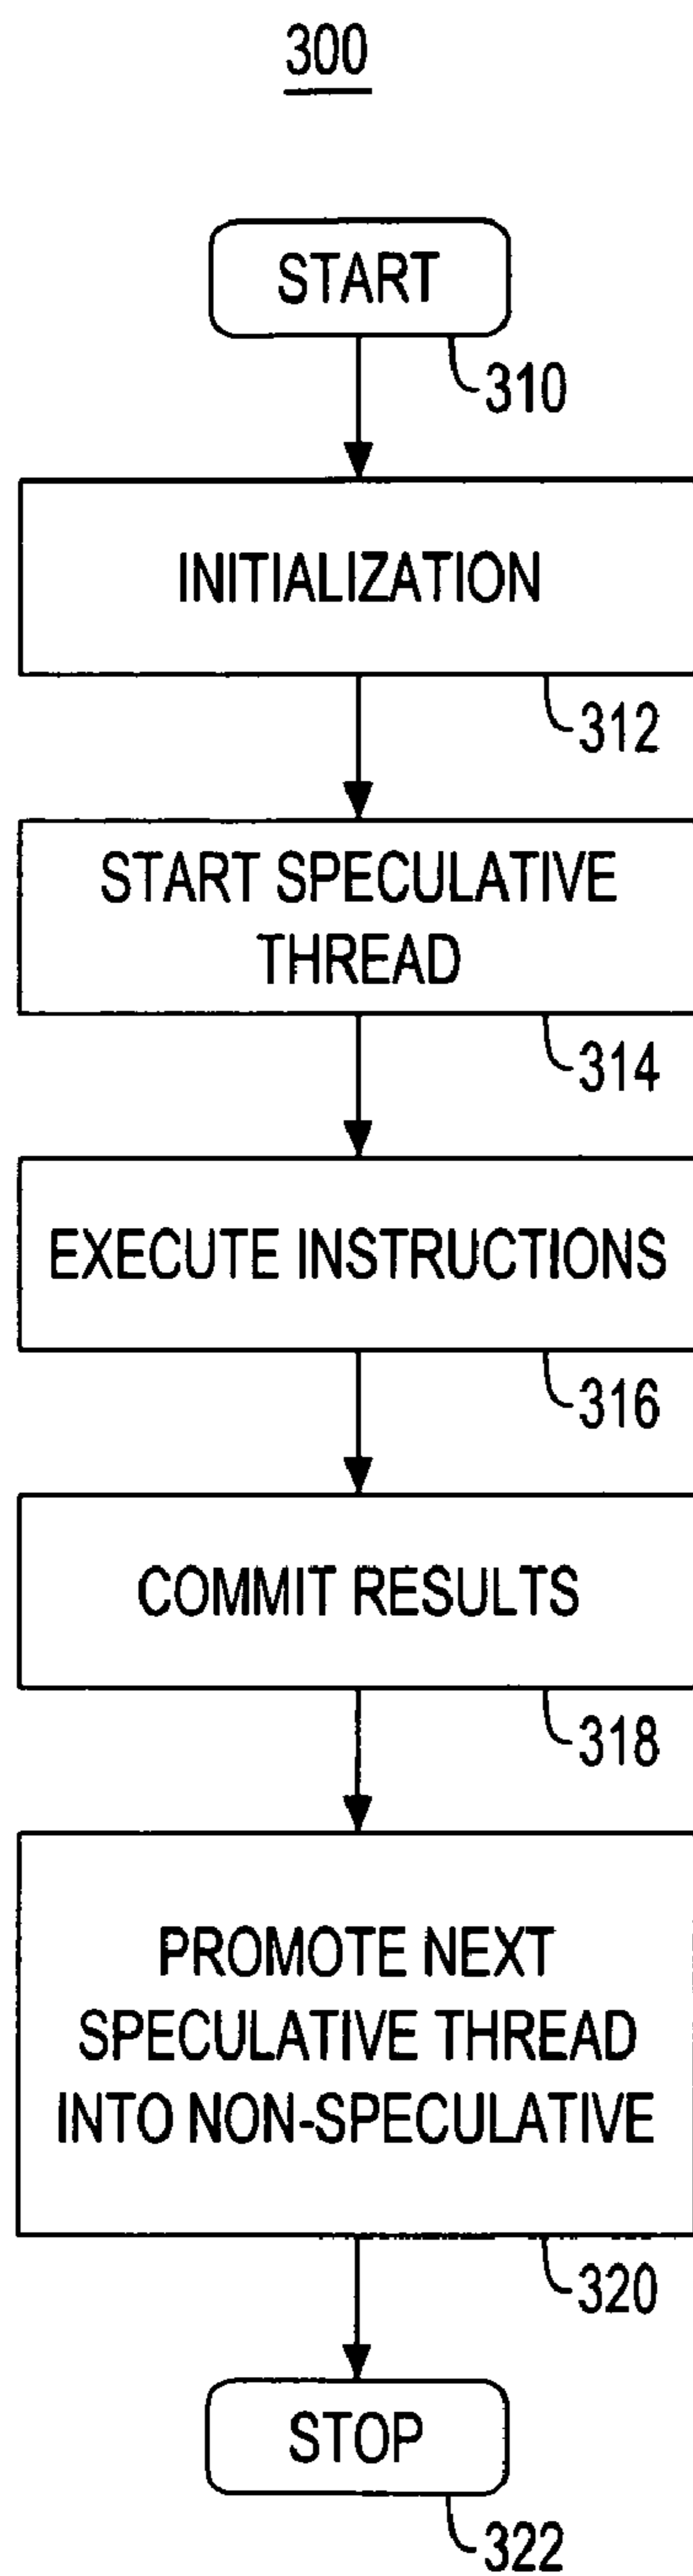 300
START
310
INITIALIZATION
312
START SPECULATIVE
THREAD
314
EXECUTE INSTRUCTIONS
316
COMMIT RESULTS
318
PROMOTE NEXT
SPECULATIVE THREAD
INTO NON-SPECULATIVE
320
STOP
322